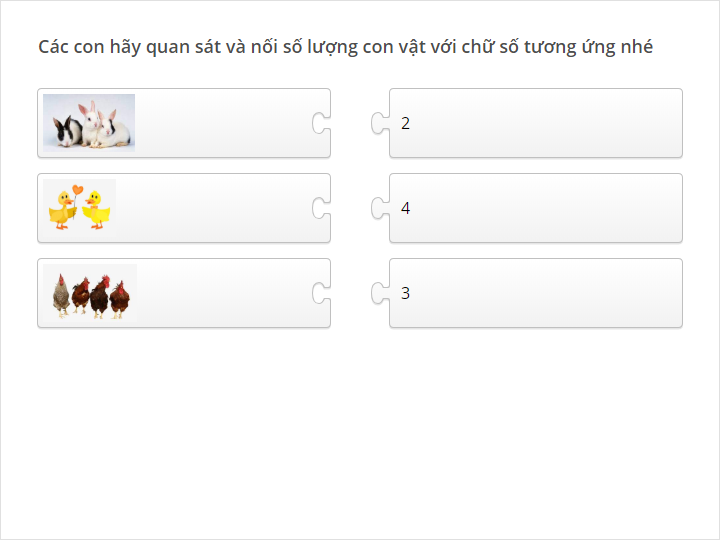 Các con hãy quan sát và nối số lượng con vật với chữ số tương ứng nhé
2
4
3